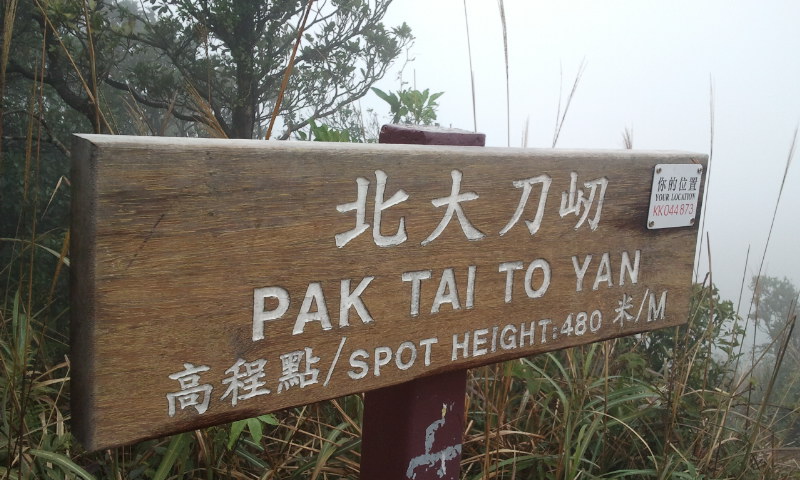 北大刀屻
PAK TAI TO YAN
高程點/SPOT HEIGHT:480 米/M
你的位置
YOUR LOCATION
KK044873